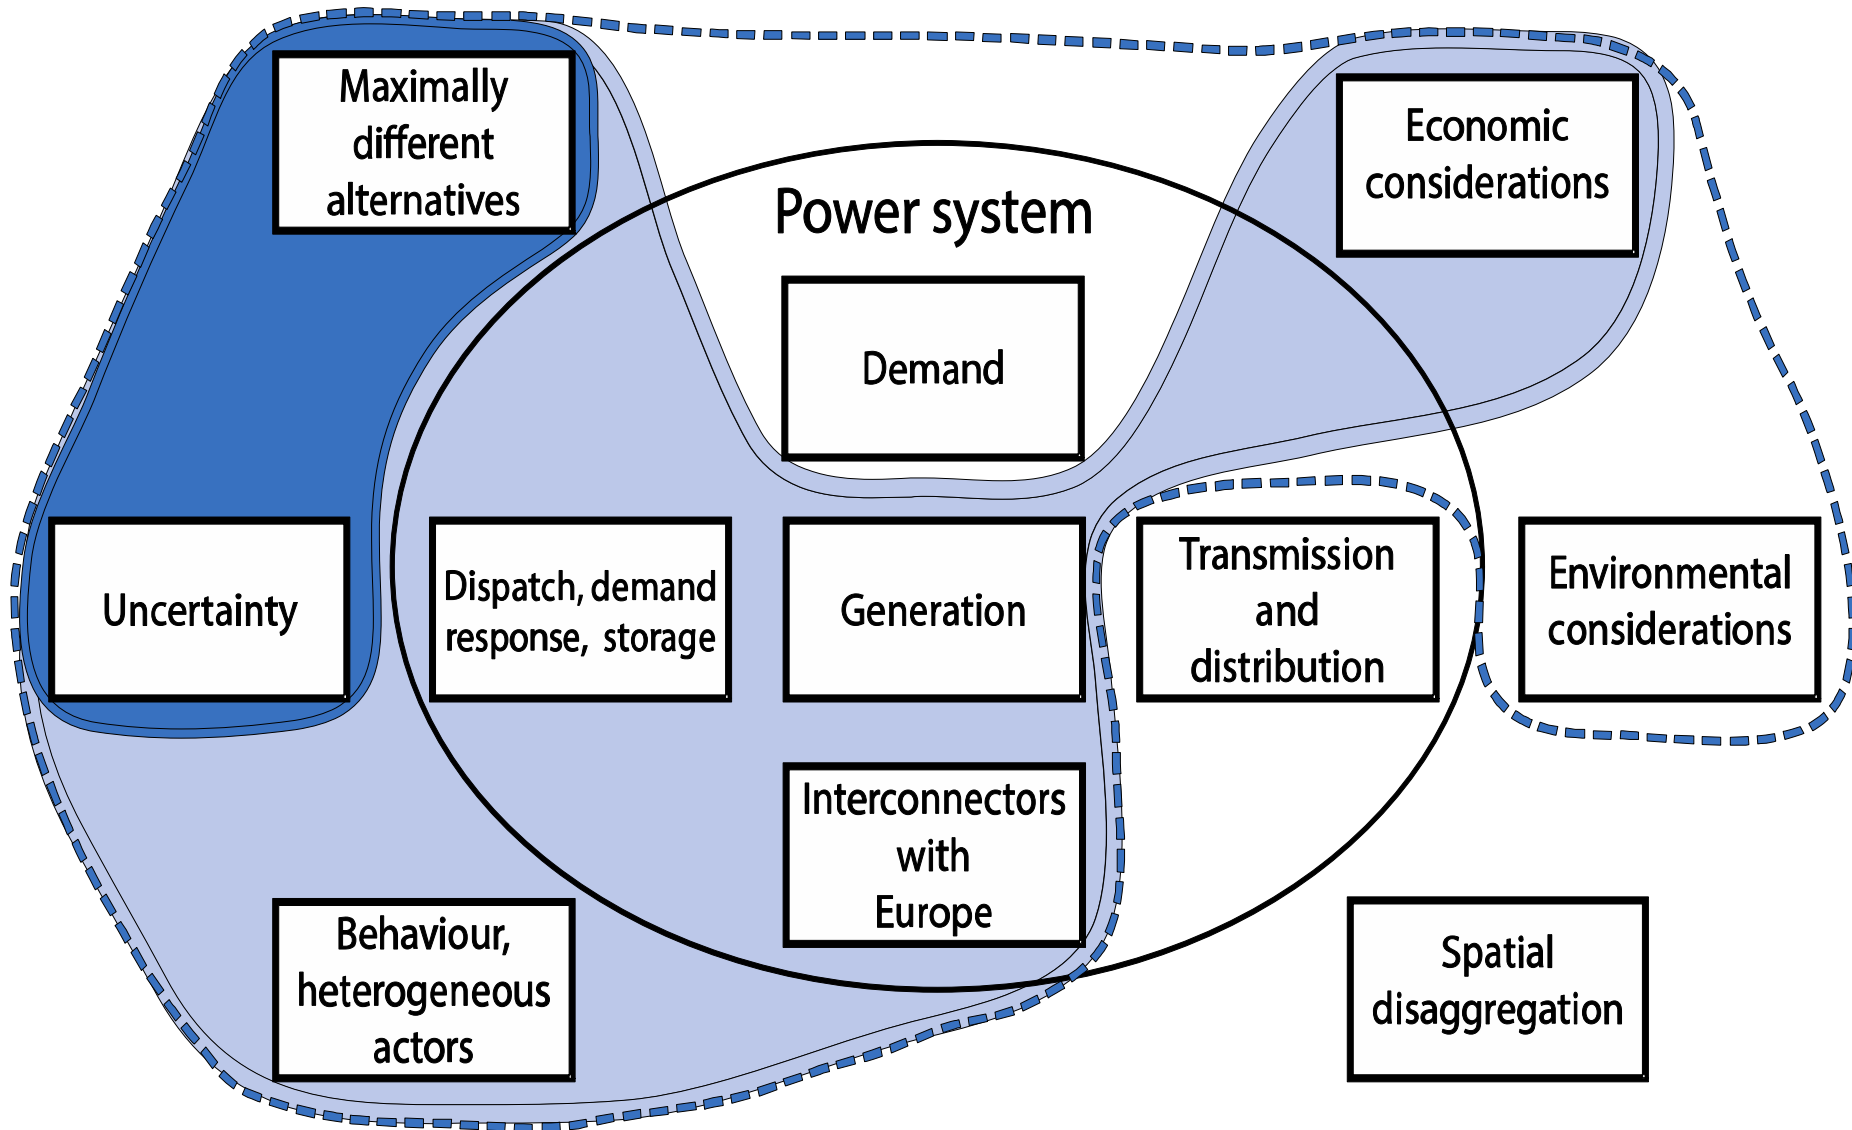 Maximally
different
alternatives
Economic
considerations
Power system
Demand
Uncertainty
Dispatch, demand
response, storage
Generation
Transmission
and
distribution
Environmental
considerations
Interconnectors
with
Europe
Behaviour,
heterogeneous
actors
Spatial
disaggregation